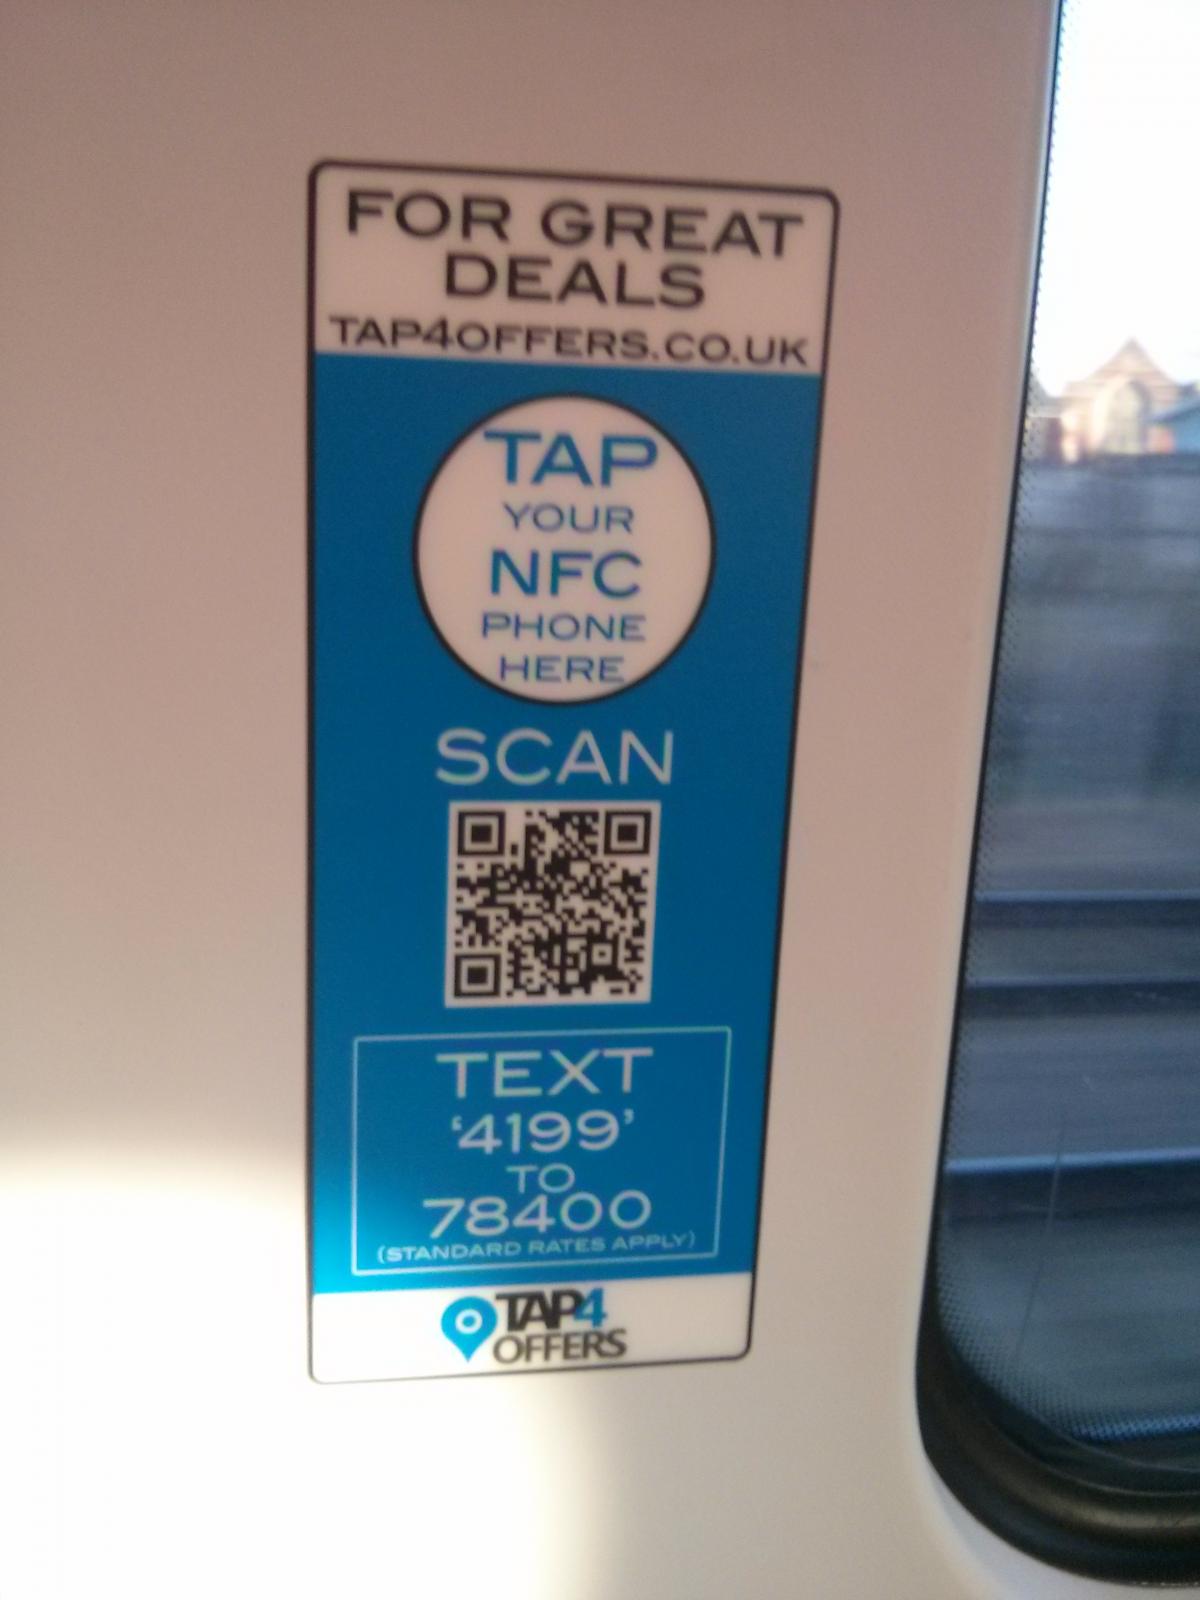 FOR GREAT
DEALS
TAP4OFFERS.CO.UK
TAP
YOUR
NFC
PHONE
HERE
SCAN
TEXT
‘4199’
TO
78400
(STANDARD RATES APPLY)
TAP4
OFFERS